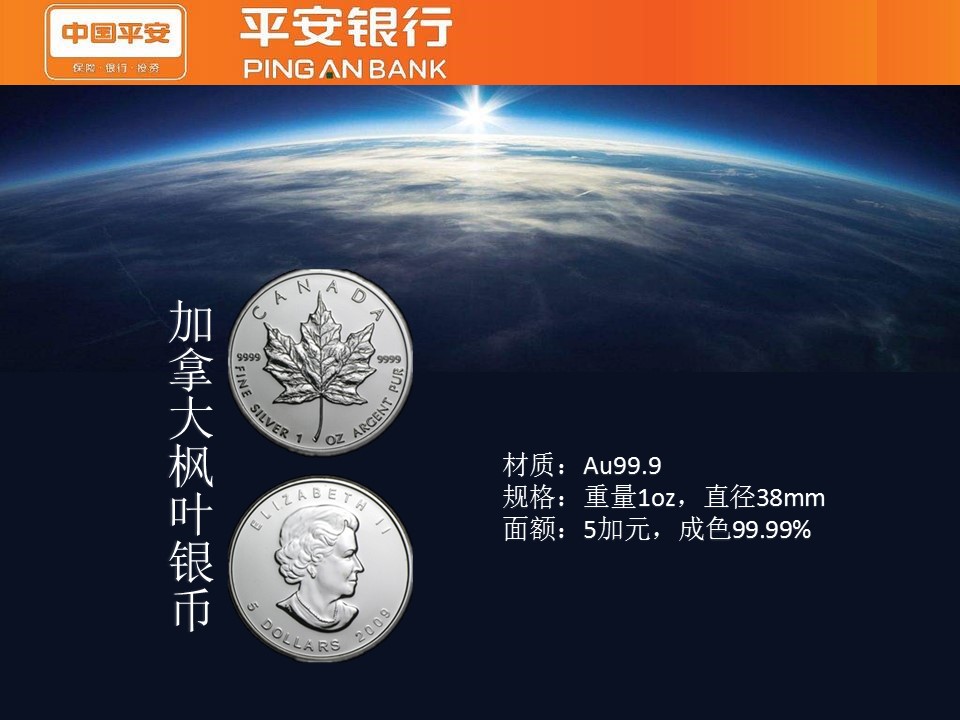 中国平安
保险·银行·投资
平安银行
PING AN BANK
加拿大枫叶银币
CANADA
9999 9999
FINE SILVER 1 OZ ARGENT PUR
ELIZABETH II
5 DOLLARS 2009
材质：Au99.9
规格：重量1oz，直径38mm
面额：5加元，成色99.99%